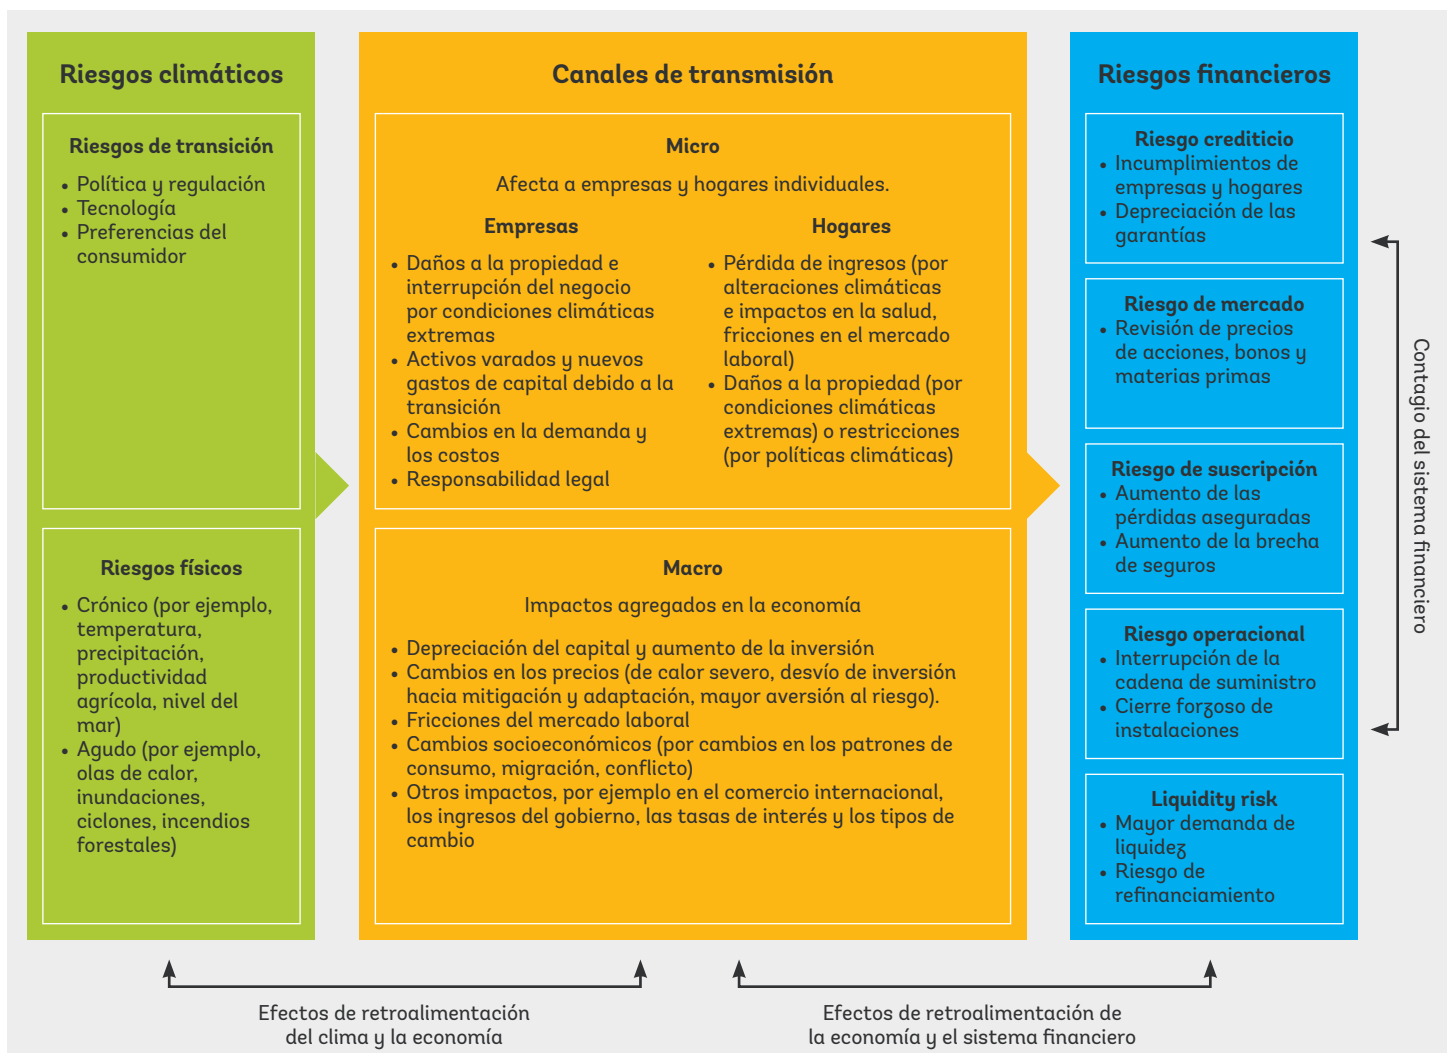 Riesgos climáticos
Riesgos de transición
• Política y regulación
• Tecnología
• Preferencias del
consumidor
Riesgos físicos
• Crónico (por ejemplo,
temperatura,
precipitación,
productividad
agrícola, nivel del
mar)
• Agudo (por ejemplo,
olas de calor,
inundaciones,
ciclones, incendios
forestales)
Canales de transmisión
Micro
Afecta a empresas y hogares individuales.
Empresas
• Daños a la propiedad e
interrupción del negocio
por condiciones climáticas
extremas
• Activos varados y nuevos
gastos de capital debido a la
transición
• Cambios en la demanda y
los costos
• Responsabilidad legal
Hogares
• Pérdida de ingresos (por
alteraciones climáticas
e impactos en la salud,
fricciones en el mercado
laboral)
• Daños a la propiedad (por
condiciones climáticas
extremas) o restricciones
(por políticas climáticas)
Macro
Impactos agregados en la economía
• Depreciación del capital y aumento de la inversión
• Cambios en los precios (de calor severo, desvío de inversión
hacia mitigación y adaptación, mayor aversión al riesgo).
• Fricciones del mercado laboral
• Cambios socioeconómicos (por cambios en los patrones de
consumo, migración, conflicto)
• Otros impactos, por ejemplo en el comercio internacional,
los ingresos del gobierno, las tasas de interés y los tipos de
cambio
Riesgos financieros
Riesgo crediticio
• Incumplimientos de
empresas y hogares
• Depreciación de las
garantías
Riesgo de mercado
• Revisión de precios
de acciones, bonos y
materias primas
Riesgo de suscripción
• Aumento de las
pérdidas aseguradas
• Aumento de la brecha
de seguros
Riesgo operacional
• Interrupción de la
cadena de suministro
• Cierre forzoso de
instalaciones
Liquidity risk
• Mayor demanda de
liquidez
• Riesgo de
refinanciamiento
Contagio del sistema financiero
Efectos de retroalimentación
del clima y la economía
Efectos de retroalimentación de
la economía y el sistema financiero